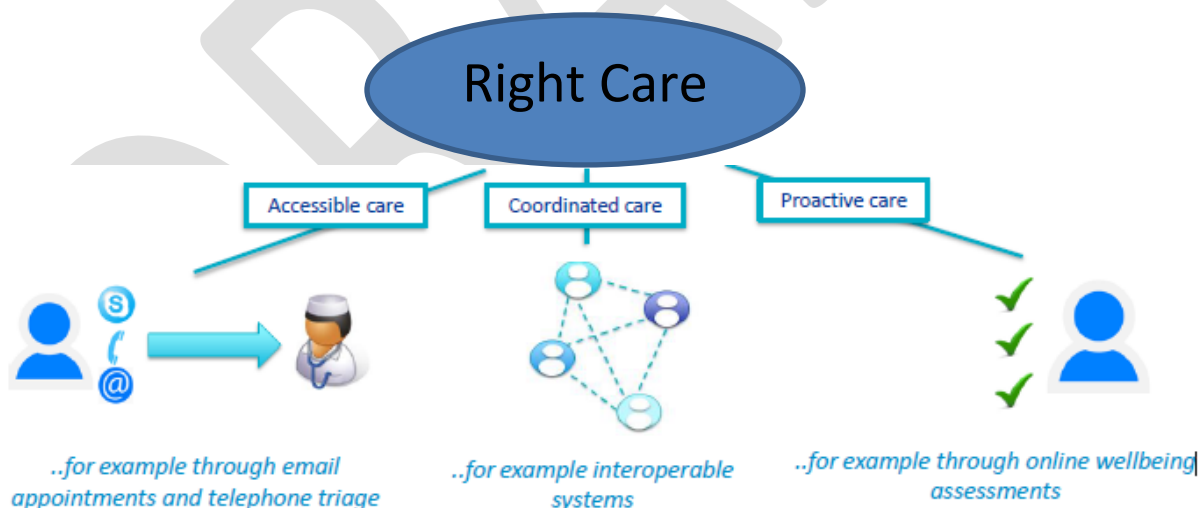 Right Care
Accessible care
Coordinated care
Proactive care
S
@
..for example through email
appointments and telephone triage
..for example interoperable
systems
..for example through online wellbeing
assessments